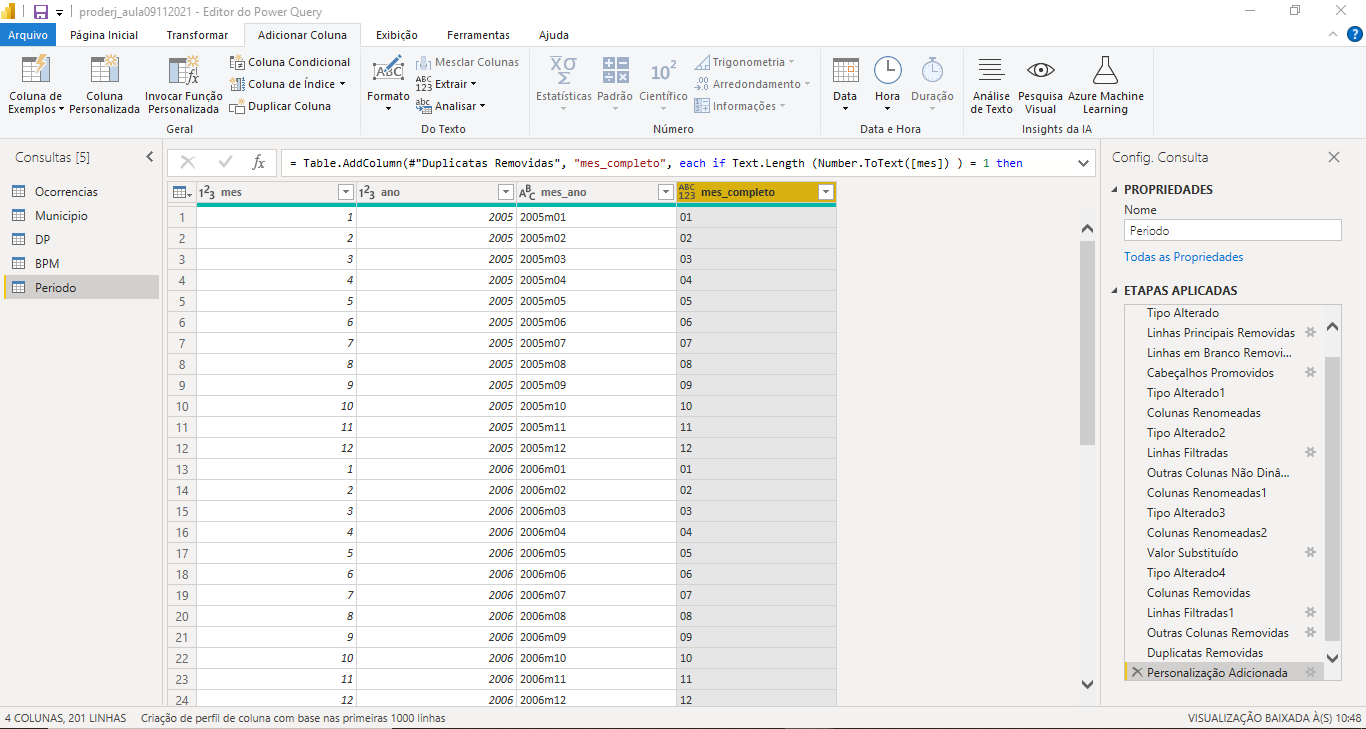 proderj_aula09112021 - Editor do Power Query
Arquivo Página Inicial Transformar Adicionar Coluna Exibição Ferramentas Ajuda
Coluna de Exemplos
Coluna Personalizada
Invocar Função Personalizada
Coluna Condicional
Coluna de Índice
Duplicar Coluna
Geral
Formato
Mesclar Colunas
Extrair
Analisar
Do Texto
Estatísticas
Padrão
Científico
Trigonometria
Arredondamento
Informações
Número
Data
Hora
Duração
Data e Hora
Análise de Texto
Pesquisa Visual
Azure Machine Learning
Insights da IA
Consultas [5]
Ocorrencias
Municipio
DP
BPM
Periodo
= Table.AddColumn(#"Duplicatas Removidas", "mes_completo", each if Text.Length (Number.ToText([mes]) ) = 1 then
mes ano mes_ano mes_completo
1 1 2005 2005m01 01
2 2 2005 2005m02 02
3 3 2005 2005m03 03
4 4 2005 2005m04 04
5 5 2005 2005m05 05
6 6 2005 2005m06 06
7 7 2005 2005m07 07
8 8 2005 2005m08 08
9 9 2005 2005m09 09
10 10 2005 2005m10 10
11 11 2005 2005m11 11
12 12 2005 2005m12 12
13 1 2006 2006m01 01
14 2 2006 2006m02 02
15 3 2006 2006m03 03
16 4 2006 2006m04 04
17 5 2006 2006m05 05
18 6 2006 2006m06 06
19 7 2006 2006m07 07
20 8 2006 2006m08 08
21 9 2006 2006m09 09
22 10 2006 2006m10 10
23 11 2006 2006m11 11
24 12 2006 2006m12 12
Config. Consulta
PROPRIEDADES
Nome
Periodo
Todas as Propriedades
ETAPAS APLICADAS
Tipo Alterado
Linhas Principais Removidas
Linhas em Branco Removi...
Cabeçalhos Promovidos
Tipo Alterado1
Colunas Renomeadas
Tipo Alterado2
Linhas Filtradas
Outras Colunas Não Dinâ...
Colunas Renomeadas1
Tipo Alterado3
Colunas Renomeadas2
Valor Substituído
Tipo Alterado4
Colunas Removidas
Linhas Filtradas1
Outras Colunas Removidas
Duplicatas Removidas
Personalização Adicionada
4 COLUNAS, 201 LINHAS Criação de perfil de coluna com base nas primeiras 1000 linhas
VISUALIZAÇÃO BAIXADA À(S) 10:48